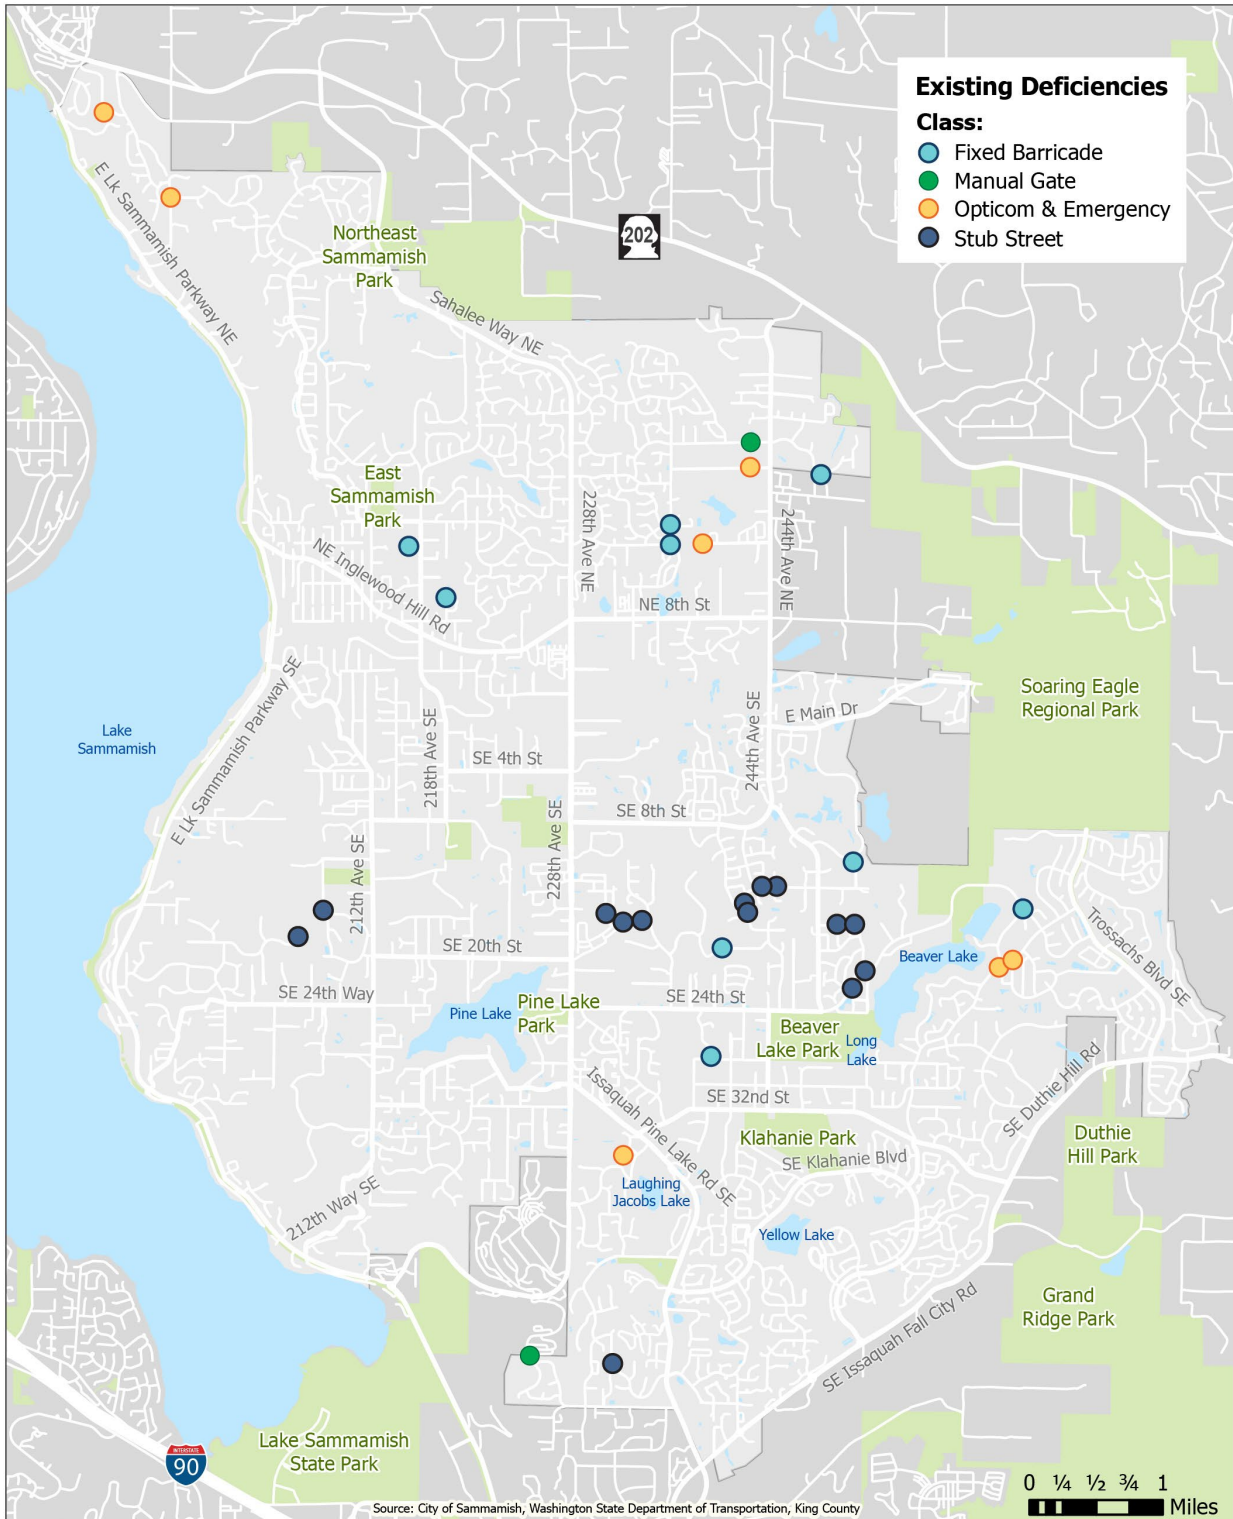 Existing Deficiencies
Class:
Fixed Barricade
Manual Gate
Opticom & Emergency
Stub Street
E Lk Sammamish Parkway NE
Northeast
Sammamish
Park
202
Sahalee Way NE
East
Sammamish
Park
228th Ave NE
244th Ave NE
NE Inglewood Hill Rd
NE 8th St
E Lk Sammamish Parkway SE
Soaring Eagle
Regional Park
Lake
Sammamish
218th Ave SE
244th Ave SE
E Main Dr
SE 4th St
SE 8th St
228th Ave SE
212th Ave SE
SE 20th St
Beaver Lake
Trossachs Blvd SE
SE 24th Way
Pine Lake
Pine Lake
Park
SE 24th St
Beaver
Lake Park
Long
Lake
Issaquah Pine Lake Rd SE
SE 32nd St
SE Duthie Hill Rd
Klahanie Park
SE Klahanie Blvd
Duthie
Hill Park
Laughing
Jacobs Lake
212th Way SE
Yellow Lake
Grand
Ridge Park
SE Issaquah Fall City Rd
Lake Sammamish
State Park
INTERSTATE
90
0 ¼ ½ ¾ 1
Miles
Source: City of Sammamish, Washington State Department of Transportation, King County